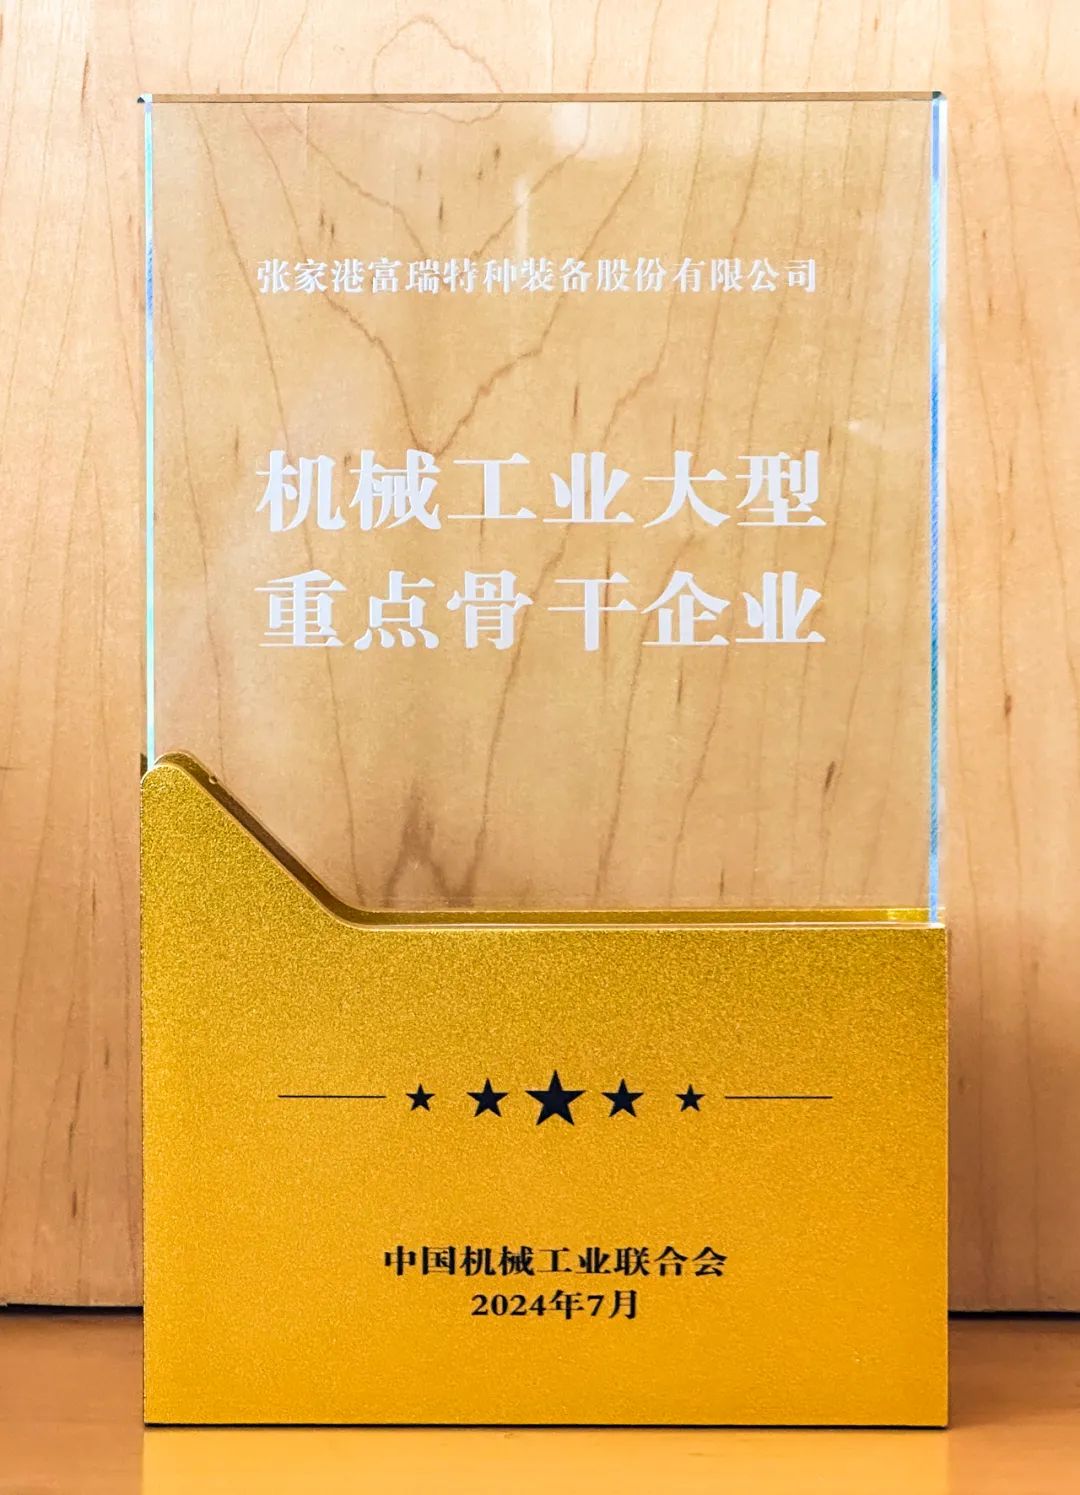 张家港富瑞特种装备股份有限公司
机械工业大型
重点骨干企业
中国机械工业联合会
2024年7月